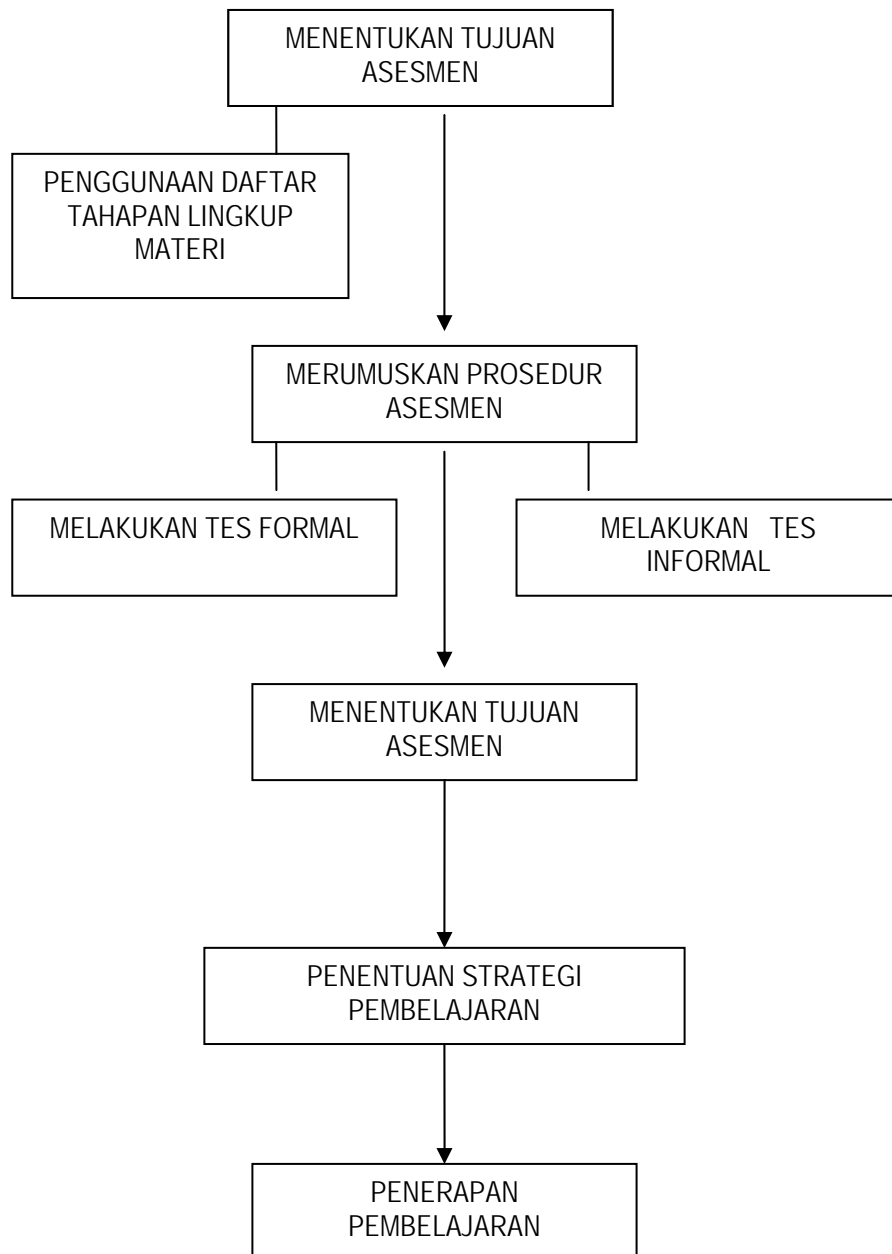 MENENTUKAN TUJUAN
ASESMEN
PENGGUNAAN DAFTAR
TAHAPAN LINGKUP
MATERI
MERUMUSKAN PROSEDUR
ASESMEN
MELAKUKAN TES FORMAL
MELAKUKAN TES
INFORMAL
MENENTUKAN TUJUAN
ASESMEN
PENENTUAN STRATEGI
PEMBELAJARAN
PENERAPAN
PEMBELAJARAN